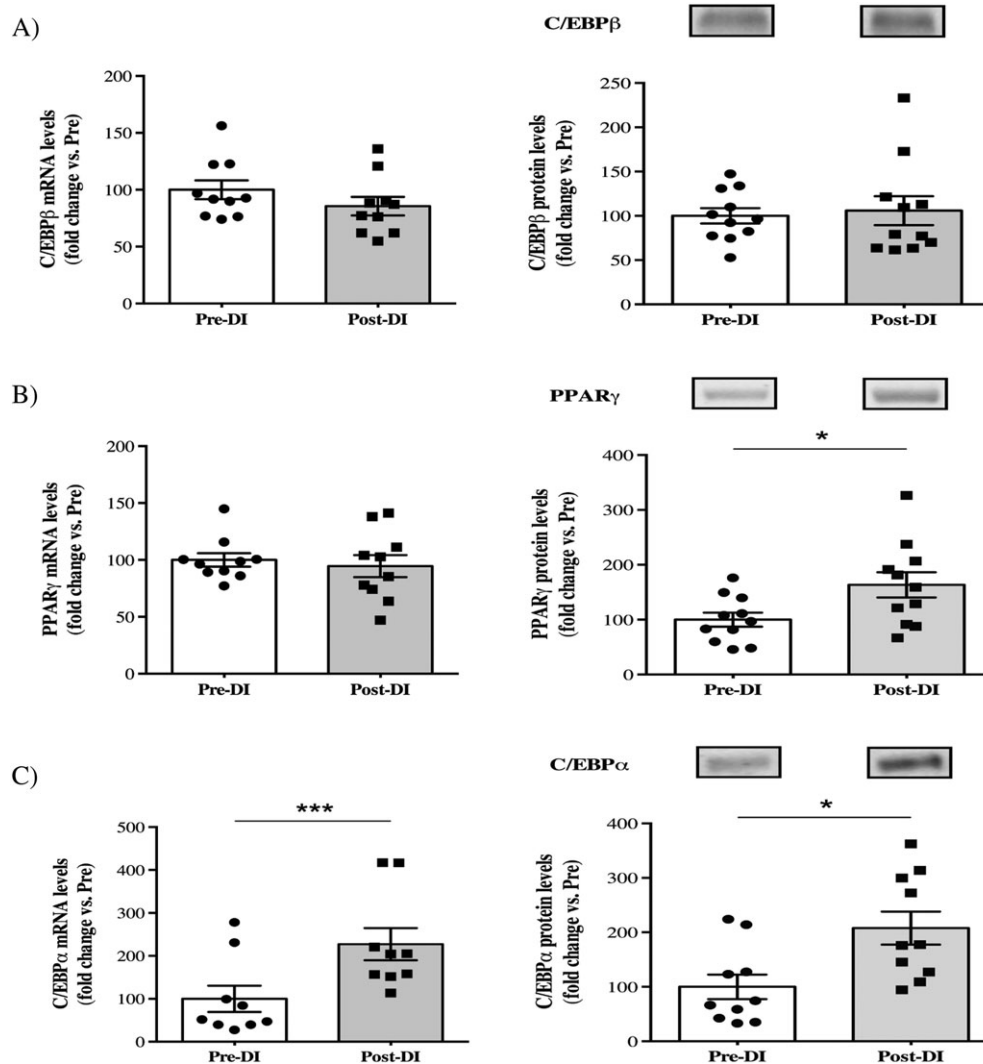 A)
C/EBPβ
C/EBPβ mRNA levels
(fold change vs. Pre)
200
150
100
50
0
Pre-DI Post-DI
C/EBPβ protein levels
(fold change vs. Pre)
250
200
150
100
50
0
Pre-DI Post-DI
B)
PPARγ
PPARγ mRNA levels
(fold change vs. Pre)
200
150
100
50
0
Pre-DI Post-DI
*
PPARγ protein levels
(fold change vs. Pre)
400
300
200
100
0
Pre-DI Post-DI
C)
C/EBPα
***
C/EBPα mRNA levels
(fold change vs. Pre)
500
400
300
200
100
0
Pre-DI Post-DI
*
C/EBPα protein levels
(fold change vs. Pre)
400
300
200
100
0
Pre-DI Post-DI